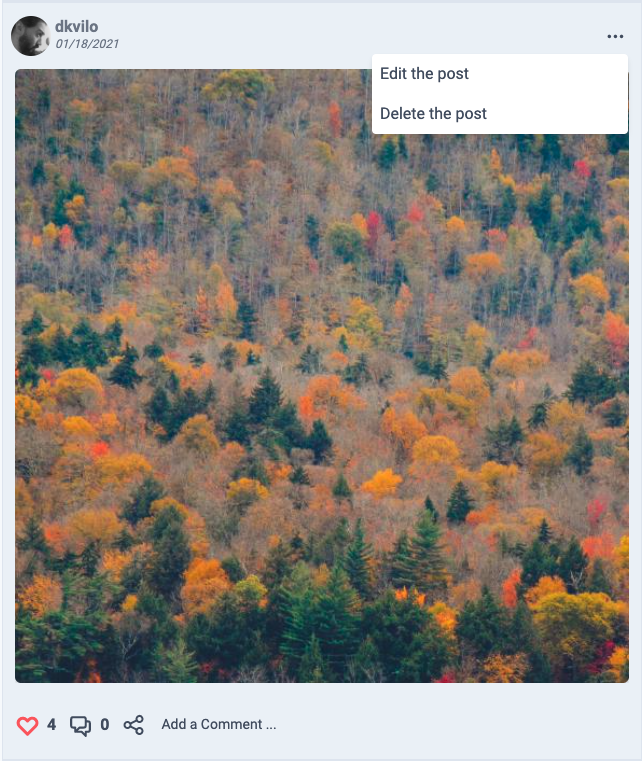 dkvilo
01/18/2021
Edit the post
Delete the post
4 0 Add a Comment ...